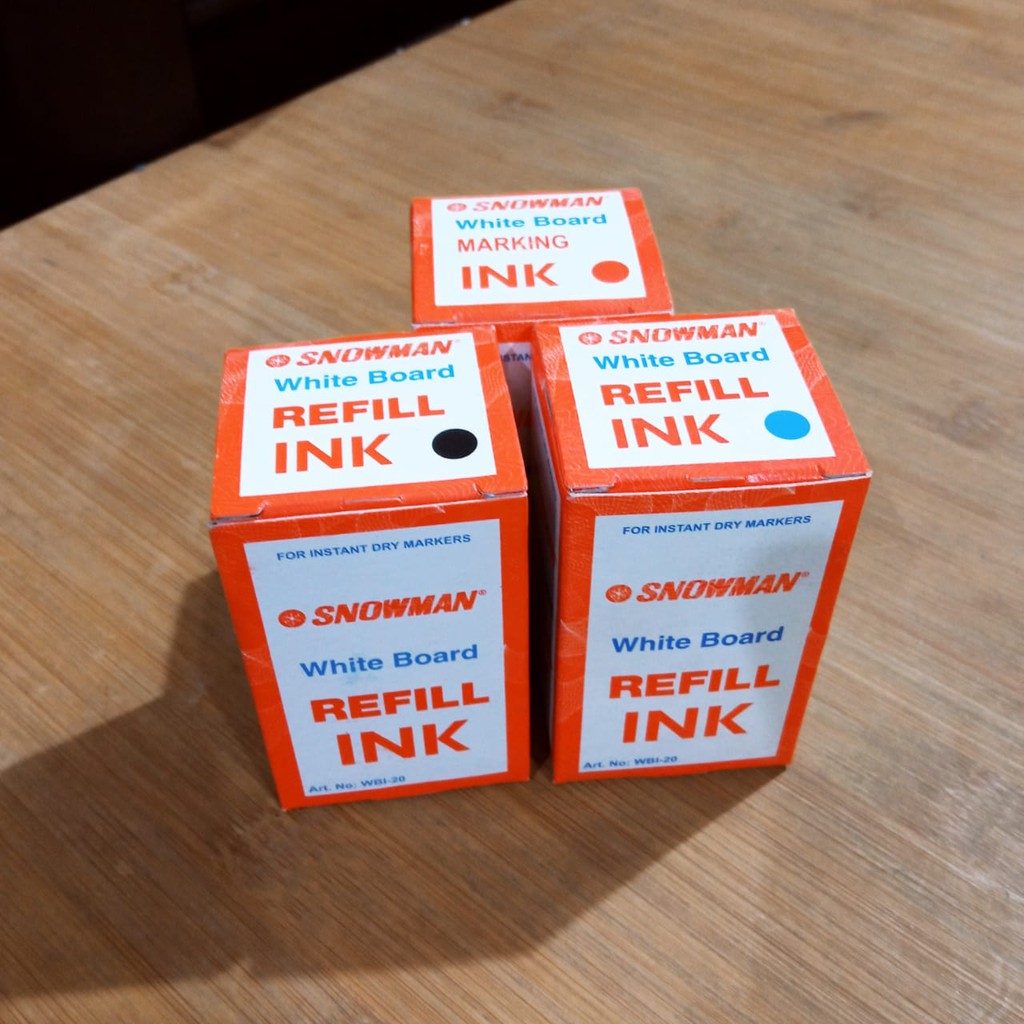 SNOWMAN
White Board
MARKING
INK
SNOWMAN®
White Board
REFILL
INK
FOR INSTANT DRY MARKERS
SNOWMAN®
White Board
REFILL
INK
Art. No: WBI-20
SNOWMAN®
White Board
REFILL
INK
FOR INSTANT DRY MARKERS
SNOWMAN®
White Board
REFILL
INK
Art. No: WBI-20